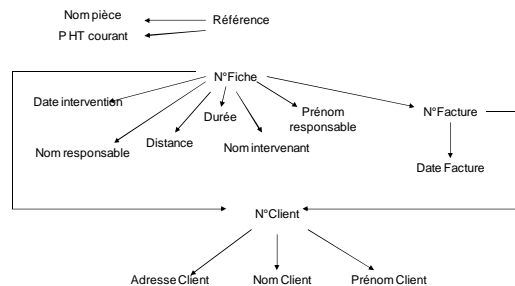 Nom pièce
Référence
P HT courant
N°Fiche
Date intervention
Durée
Prénom
responsable
N°Facture
Nom responsable
Distance
Nom intervenant
Date Facture
N°Client
Adresse Client
Nom Client
Prénom Client